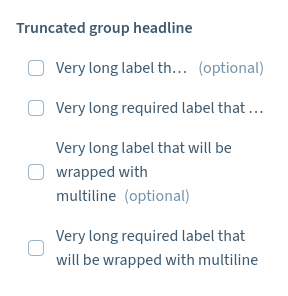 Truncated group headline
Very long label th... (optional)
Very long required label that ...
Very long label that will be
wrapped with
multiline (optional)
Very long required label that
will be wrapped with multiline